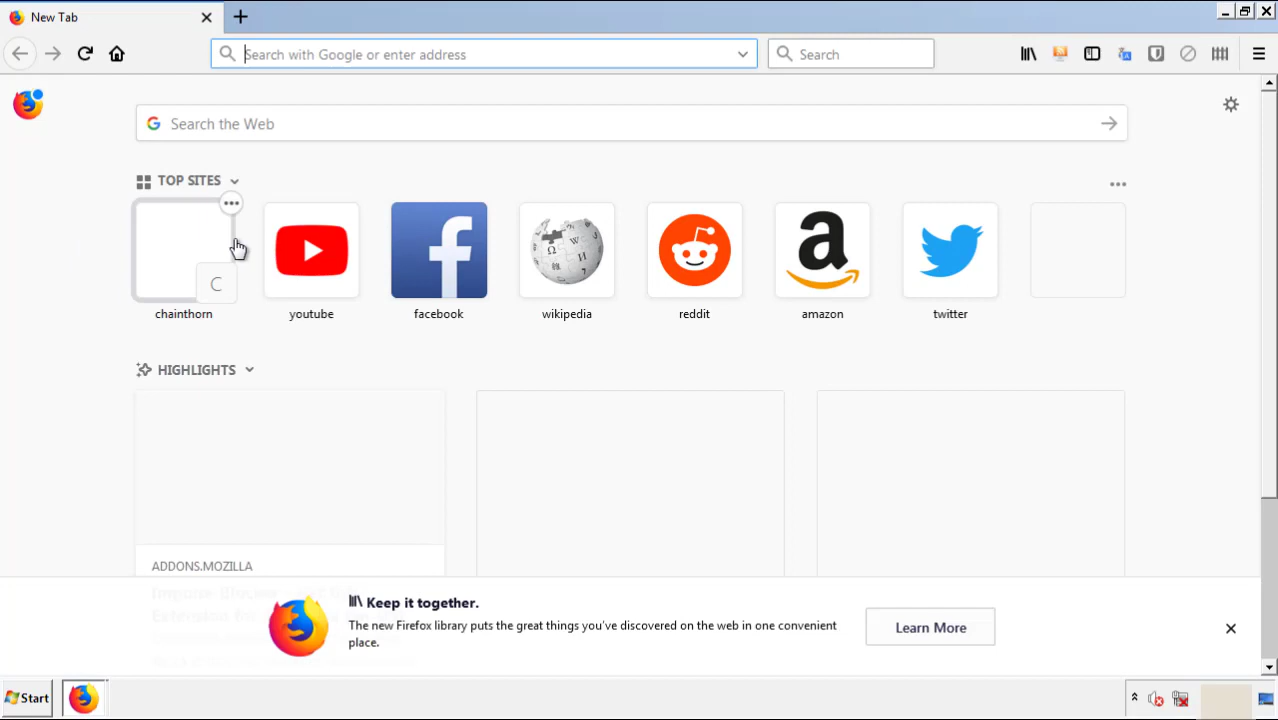 New Tab
Search with Google or enter address
Search
Search the Web
TOP SITES
C
chainthorn
youtube
facebook
wikipedia
reddit
amazon
twitter
HIGHLIGHTS
ADDONS.MOZILLA
Keep it together.
The new Firefox library puts the great things you've discovered on the web in one convenient
place.
Learn More
Start